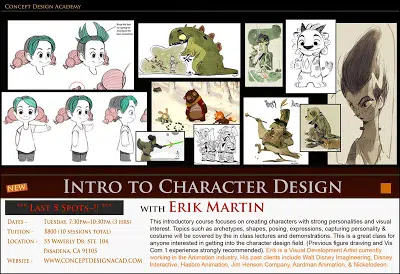 Concept Design Academy
NEW
Intro to Character Design
*** Last 5 Spots-!! ***
with Erik Martin
Dates - Tuesday, 7:30pm-10:30pm (3 hrs)
Tuition - $800 (10 sessions total)
Location - 55 Waverly Dr. Ste. 104
Pasadena, CA 91105
Website - www.conceptdesignacad.com
This introductory course focuses on creating characters with strong personalities and visual
interest. Topics such as archetypes, shapes, posing, expressions, capturing personality &
costume will be covered by the in class lectures and demonstrations. This is a great class for
anyone interested in getting into the character design field. (Previous figure drawing and Vis
Com 1 experience strongly recommended). Erik is a Visual Development Artist currently
working in the Animation industry. His past clients include Walt Disney Imagineering, Disney
Interactive, Hasbro Animation, Jim Henson Company, Aardman Animation, & Nickelodeon.